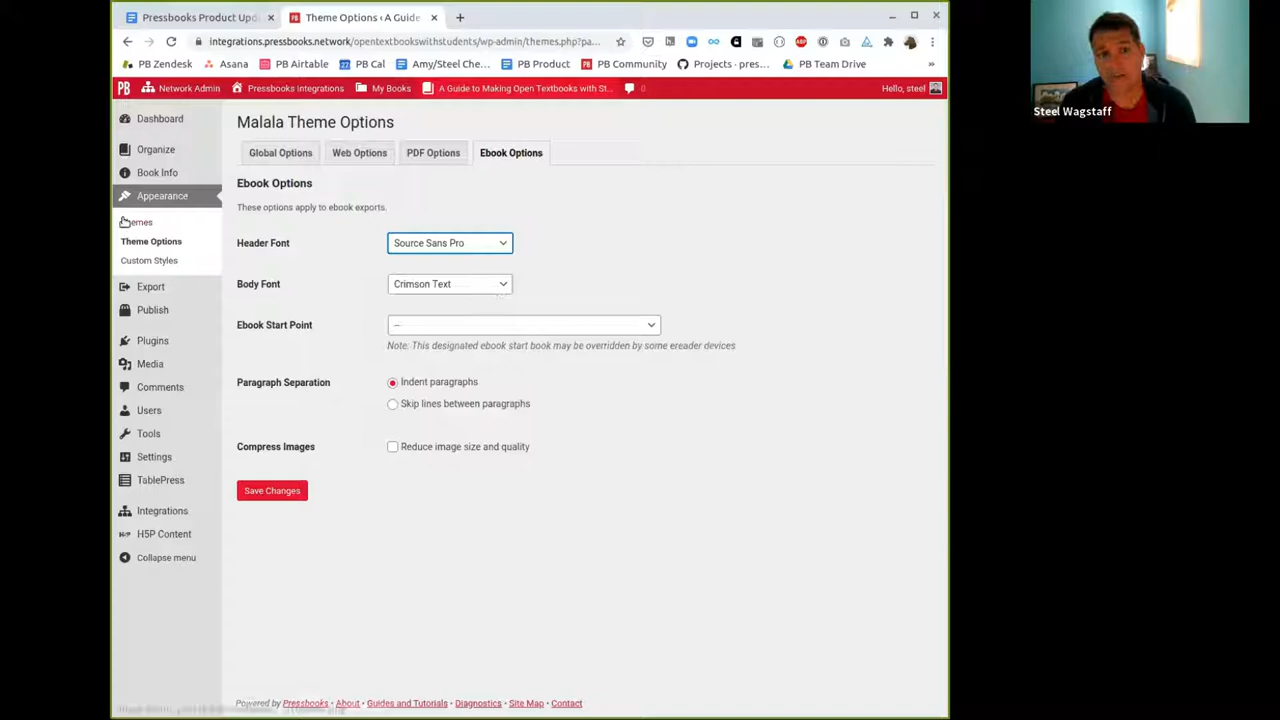 Pressbooks Product Upd
Theme Options ‹ A Guide
integrations.pressbooks.network/opentextbookswithstudents/wp-admin/themes.php?pa...
PB Zendesk
Asana
PB Airtable
PB Cal
Amy/Steel Che...
PB Product
PB Community
Projects · pres...
PB Team Drive
»
PB
Network Admin
Pressbooks Integrations
My Books
A Guide to Making Open Textbooks with St...
0
Hello, steel
Steel Wagstaff
Dashboard
Organize
Book Info
Appearance
Theme Options
Custom Styles
Export
Publish
Plugins
Media
Comments
Users
Tools
Settings
TablePress
Integrations
H5P Content
Collapse menu
Malala Theme Options
Global Options
Web Options
PDF Options
Ebook Options
Ebook Options
These options apply to ebook exports.
Header Font
Source Sans Pro
Body Font
Crimson Text
Ebook Start Point
--
Note: This designated ebook start book may be overridden by some ereader devices
Paragraph Separation
Indent paragraphs
Skip lines between paragraphs
Compress Images
Reduce image size and quality
Save Changes
Powered by Pressbooks · About · Guides and Tutorials · Diagnostics · Site Map · Contact